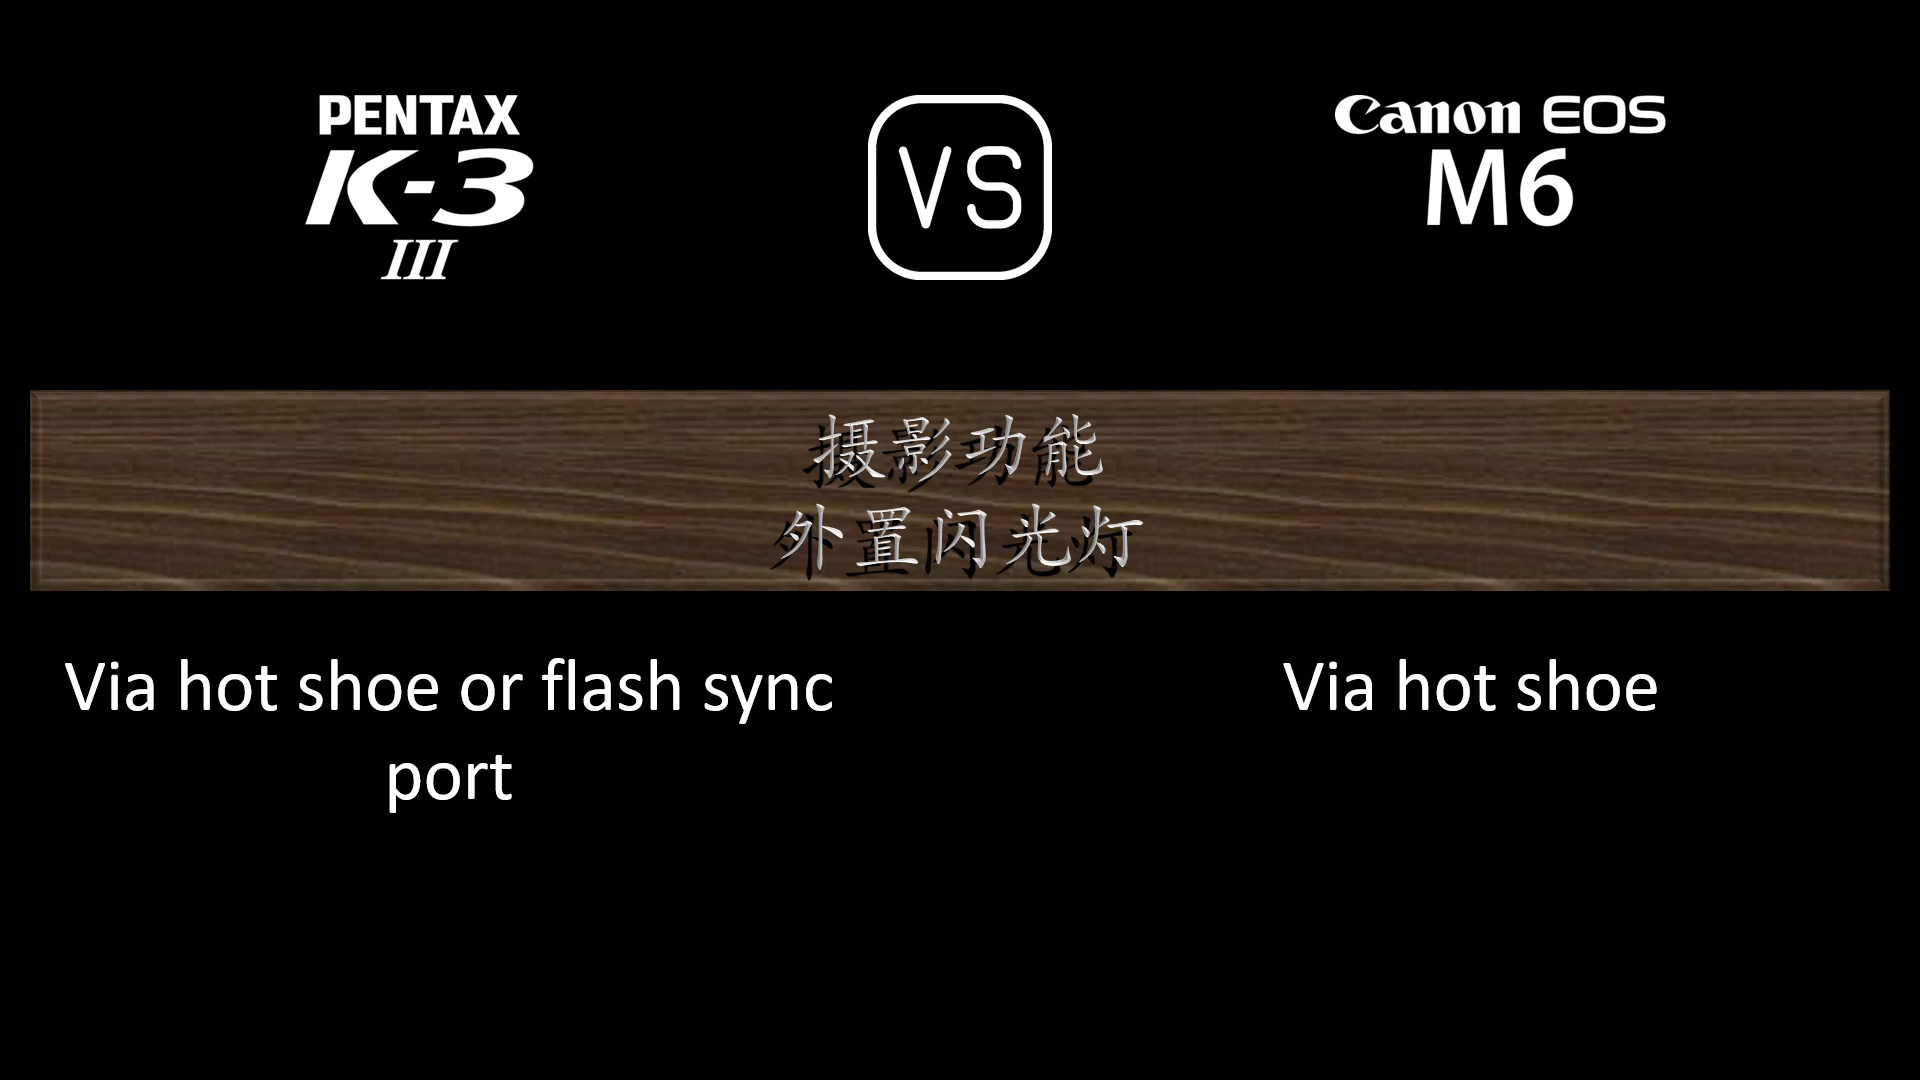 PENTAX
K-3
III
VS
Canon EOS
M6
摄影功能
外置闪光灯
Via hot shoe or flash sync
port
Via hot shoe